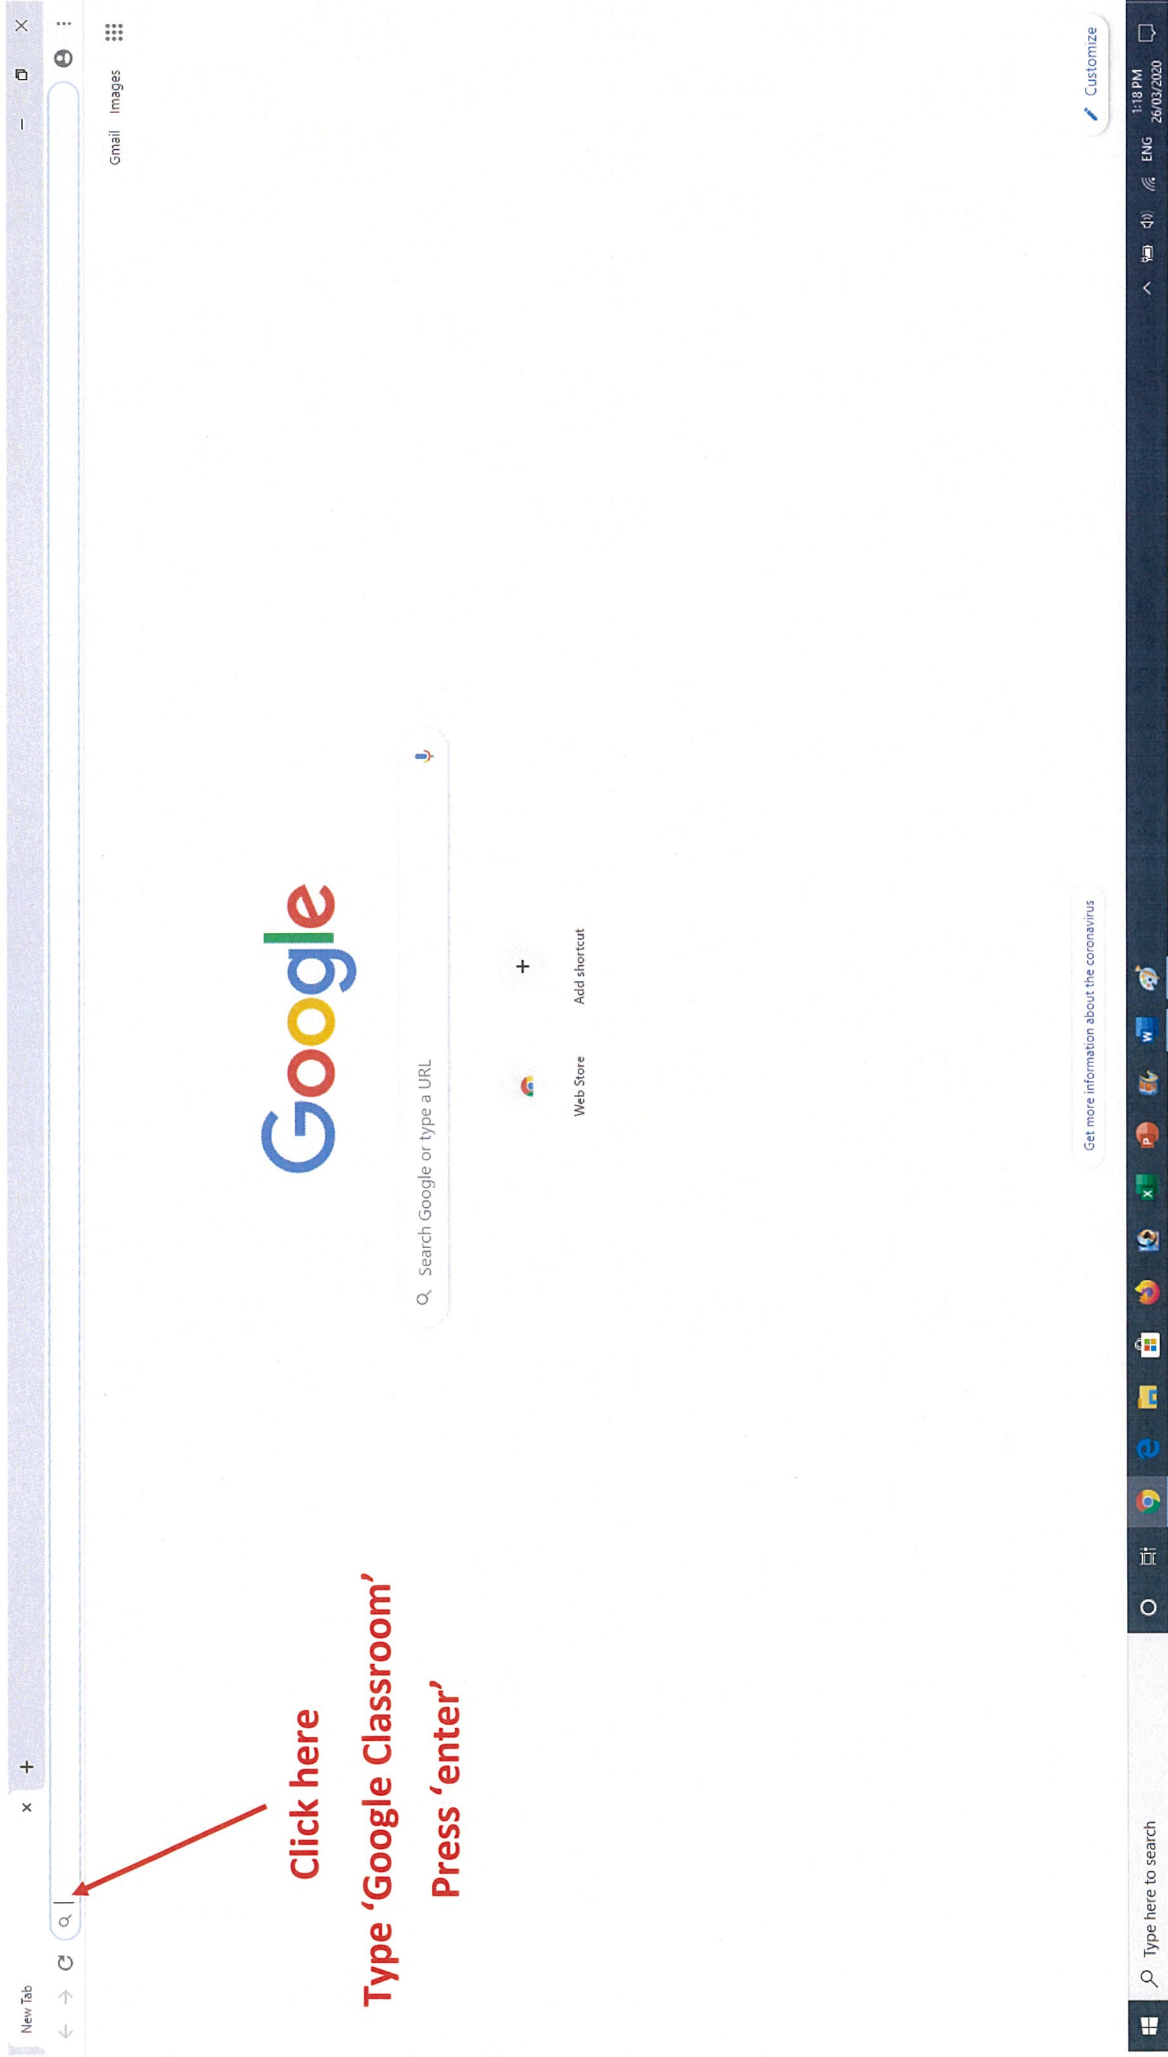 New Tab
Gmail Images
Google
Search Google or type a URL
Web Store
Add shortcut
Click here
Type ‘Google Classroom’
Press ‘enter’
Get more information about the coronavirus
Customize
Type here to search
ENG
1:18 PM
26/03/2020